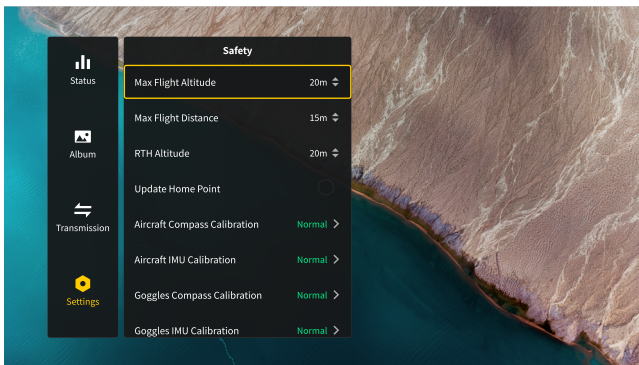 Safety
Status
Max Flight Altitude 20m
Max Flight Distance 15m
Album
RTH Altitude 20m
Update Home Point
Transmission
Aircraft Compass Calibration Normal
Aircraft IMU Calibration Normal
Settings
Goggles Compass Calibration Normal
Goggles IMU Calibration Normal